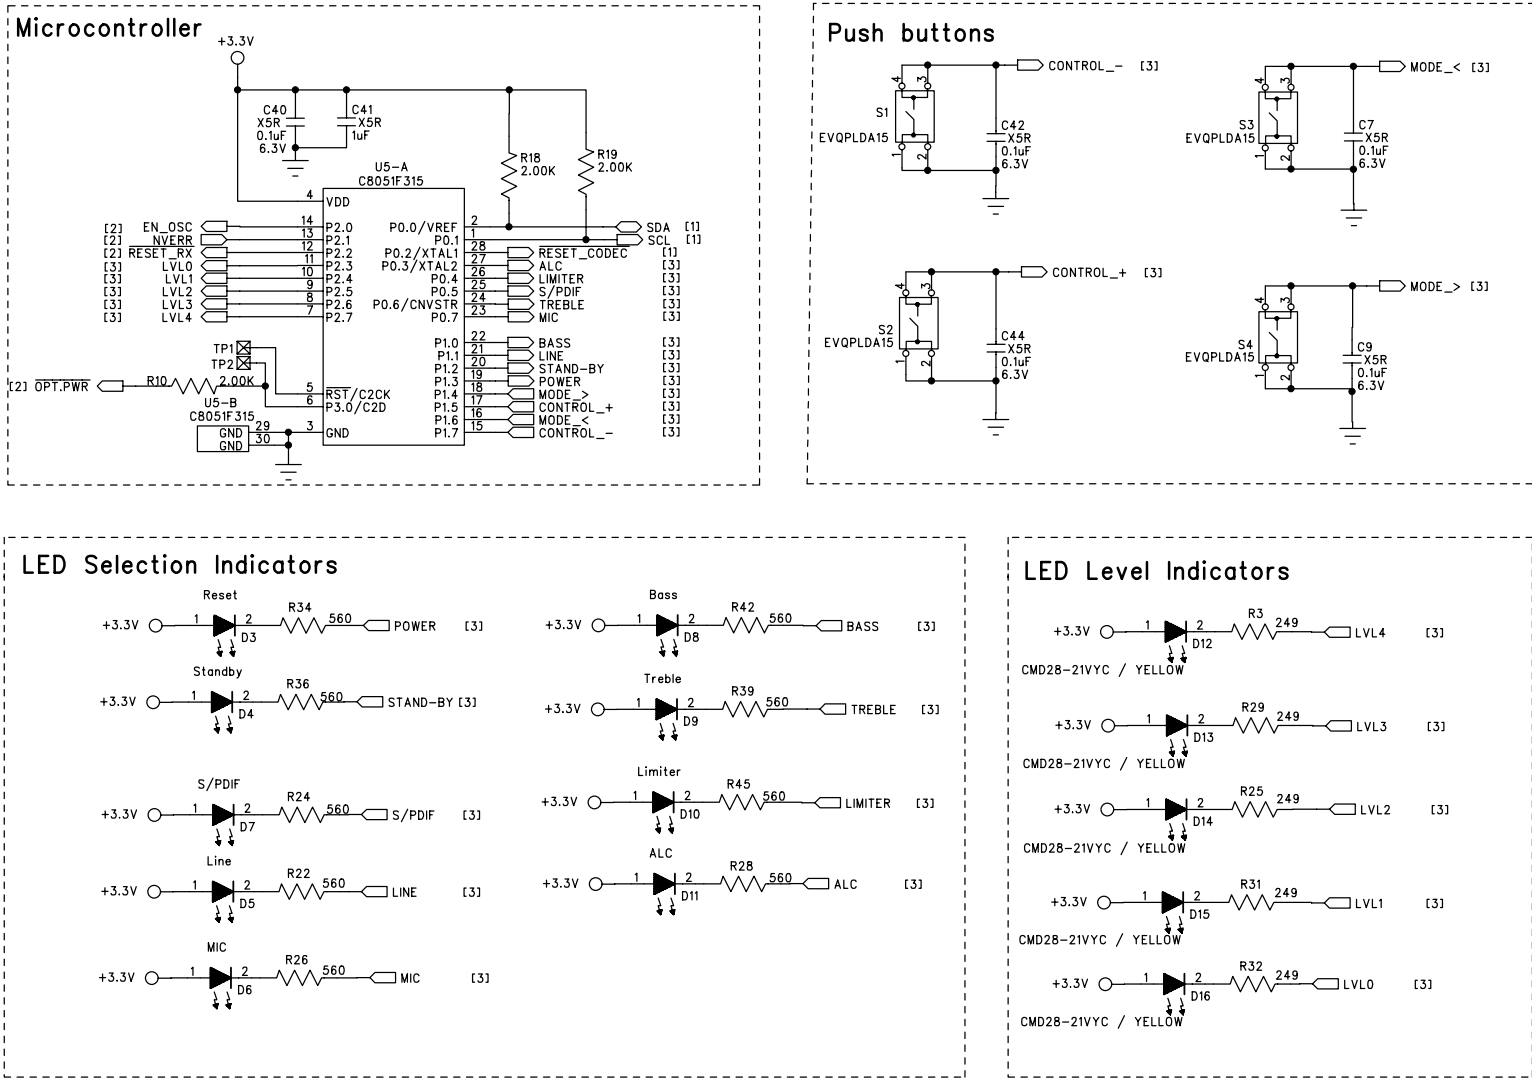 Microcontroller
+3.3V
C40
X5R
0.1uF
6.3V
C41
X5R
1uF
R18
2.00K
R19
2.00K
U5-A
C8051F315
4 VDD
[2] EN_OSC 14 P2.0
[2] NVERR 13 P2.1
[2] RESET_RX 12 P2.2
[3] LVL0 11 P2.3
[3] LVL1 10 P2.4
[3] LVL2 9 P2.5
[3] LVL3 8 P2.6
[3] LVL4 7 P2.7
P0.0/VREF 2 SDA [1]
P0.1 1 SCL [1]
P0.2/XTAL1 28 RESET_CODEC [1]
P0.3/XTAL2 27 ALC [3]
P0.4 26 LIMITER [3]
P0.5 25 S/PDIF [3]
P0.6/CNVSTR 24 TREBLE [3]
P0.7 23 MIC [3]
P1.0 22 BASS [3]
P1.1 21 LINE [3]
P1.2 20 STAND-BY [3]
P1.3 19 POWER [3]
P1.4 18 MODE_> [3]
P1.5 17 CONTROL_+ [3]
P1.6 16 MODE_< [3]
P1.7 15 CONTROL_- [3]
TP1
TP2
[2] OPT.PWR R10 2.00K
5 RST/C2CK
6 P3.0/C2D
U5-B
C8051F315
GND 29 3 GND
GND 30
Push buttons
4 3 CONTROL_- [3]
S1
EVQPLDA15
1 2
C42
X5R
0.1uF
6.3V
4 3 MODE_< [3]
S3
EVQPLDA15
1 2
C7
X5R
0.1uF
6.3V
4 3 CONTROL_+ [3]
S2
EVQPLDA15
1 2
C44
X5R
0.1uF
6.3V
4 3 MODE_> [3]
S4
EVQPLDA15
1 2
C9
X5R
0.1uF
6.3V
LED Selection Indicators
Reset
+3.3V 1 2 D3 R34 560 POWER [3]
Standby
+3.3V 1 2 D4 R36 560 STAND-BY [3]
S/PDIF
+3.3V 1 2 D7 R24 560 S/PDIF [3]
Line
+3.3V 1 2 D5 R22 560 LINE [3]
MIC
+3.3V 1 2 D6 R26 560 MIC [3]
Bass
+3.3V 1 2 D8 R42 560 BASS [3]
Treble
+3.3V 1 2 D9 R39 560 TREBLE [3]
Limiter
+3.3V 1 2 D10 R45 560 LIMITER [3]
ALC
+3.3V 1 2 D11 R28 560 ALC [3]
LED Level Indicators
+3.3V 1 2 D12 R3 249 LVL4 [3]
CMD28-21VYC / YELLOW
+3.3V 1 2 D13 R29 249 LVL3 [3]
CMD28-21VYC / YELLOW
+3.3V 1 2 D14 R25 249 LVL2 [3]
CMD28-21VYC / YELLOW
+3.3V 1 2 D15 R31 249 LVL1 [3]
CMD28-21VYC / YELLOW
+3.3V 1 2 D16 R32 249 LVL0 [3]
CMD28-21VYC / YELLOW